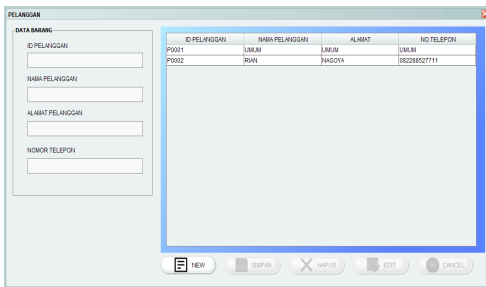 PELANGGAN
DATA BARANG
ID PELANGGAN
NAMA PELANGGAN
ALAMAT PELANGGAN
NOMOR TELEPON
ID PELANGGAN NAMA PELANGGAN ALAMAT NO.TELEPON
P0001 UMUM UMUM UMUM
P0002 RIAN NAGOYA 082288527711
NEW SIMPAN HAPUS EDIT CANCEL